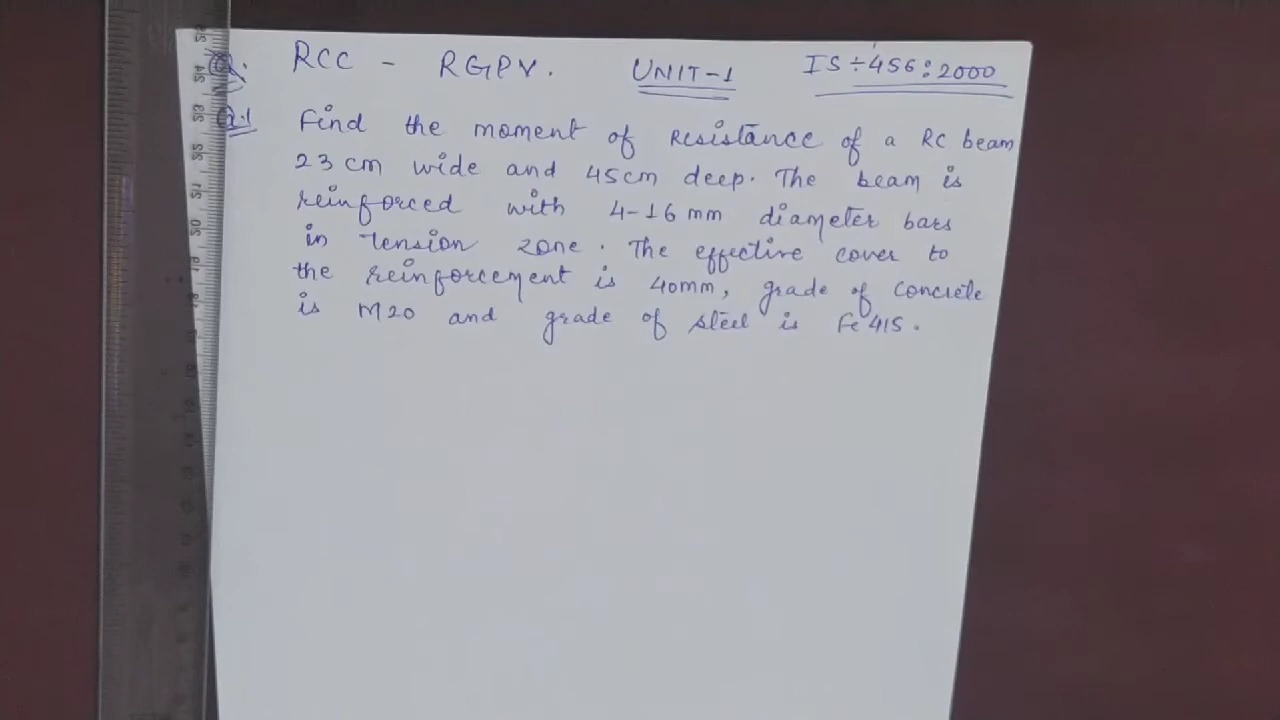 RCC - RGPV. UNIT-1 IS÷456:2000
Q.1 Find the moment of resistance of a RC beam
23 cm wide and 45cm deep. The beam is
reinforced with 4-16 mm diameter bars
in tension zone. The effective cover to
the reinforcement is 40mm, grade of concrete
is M20 and grade of steel is Fe 415.